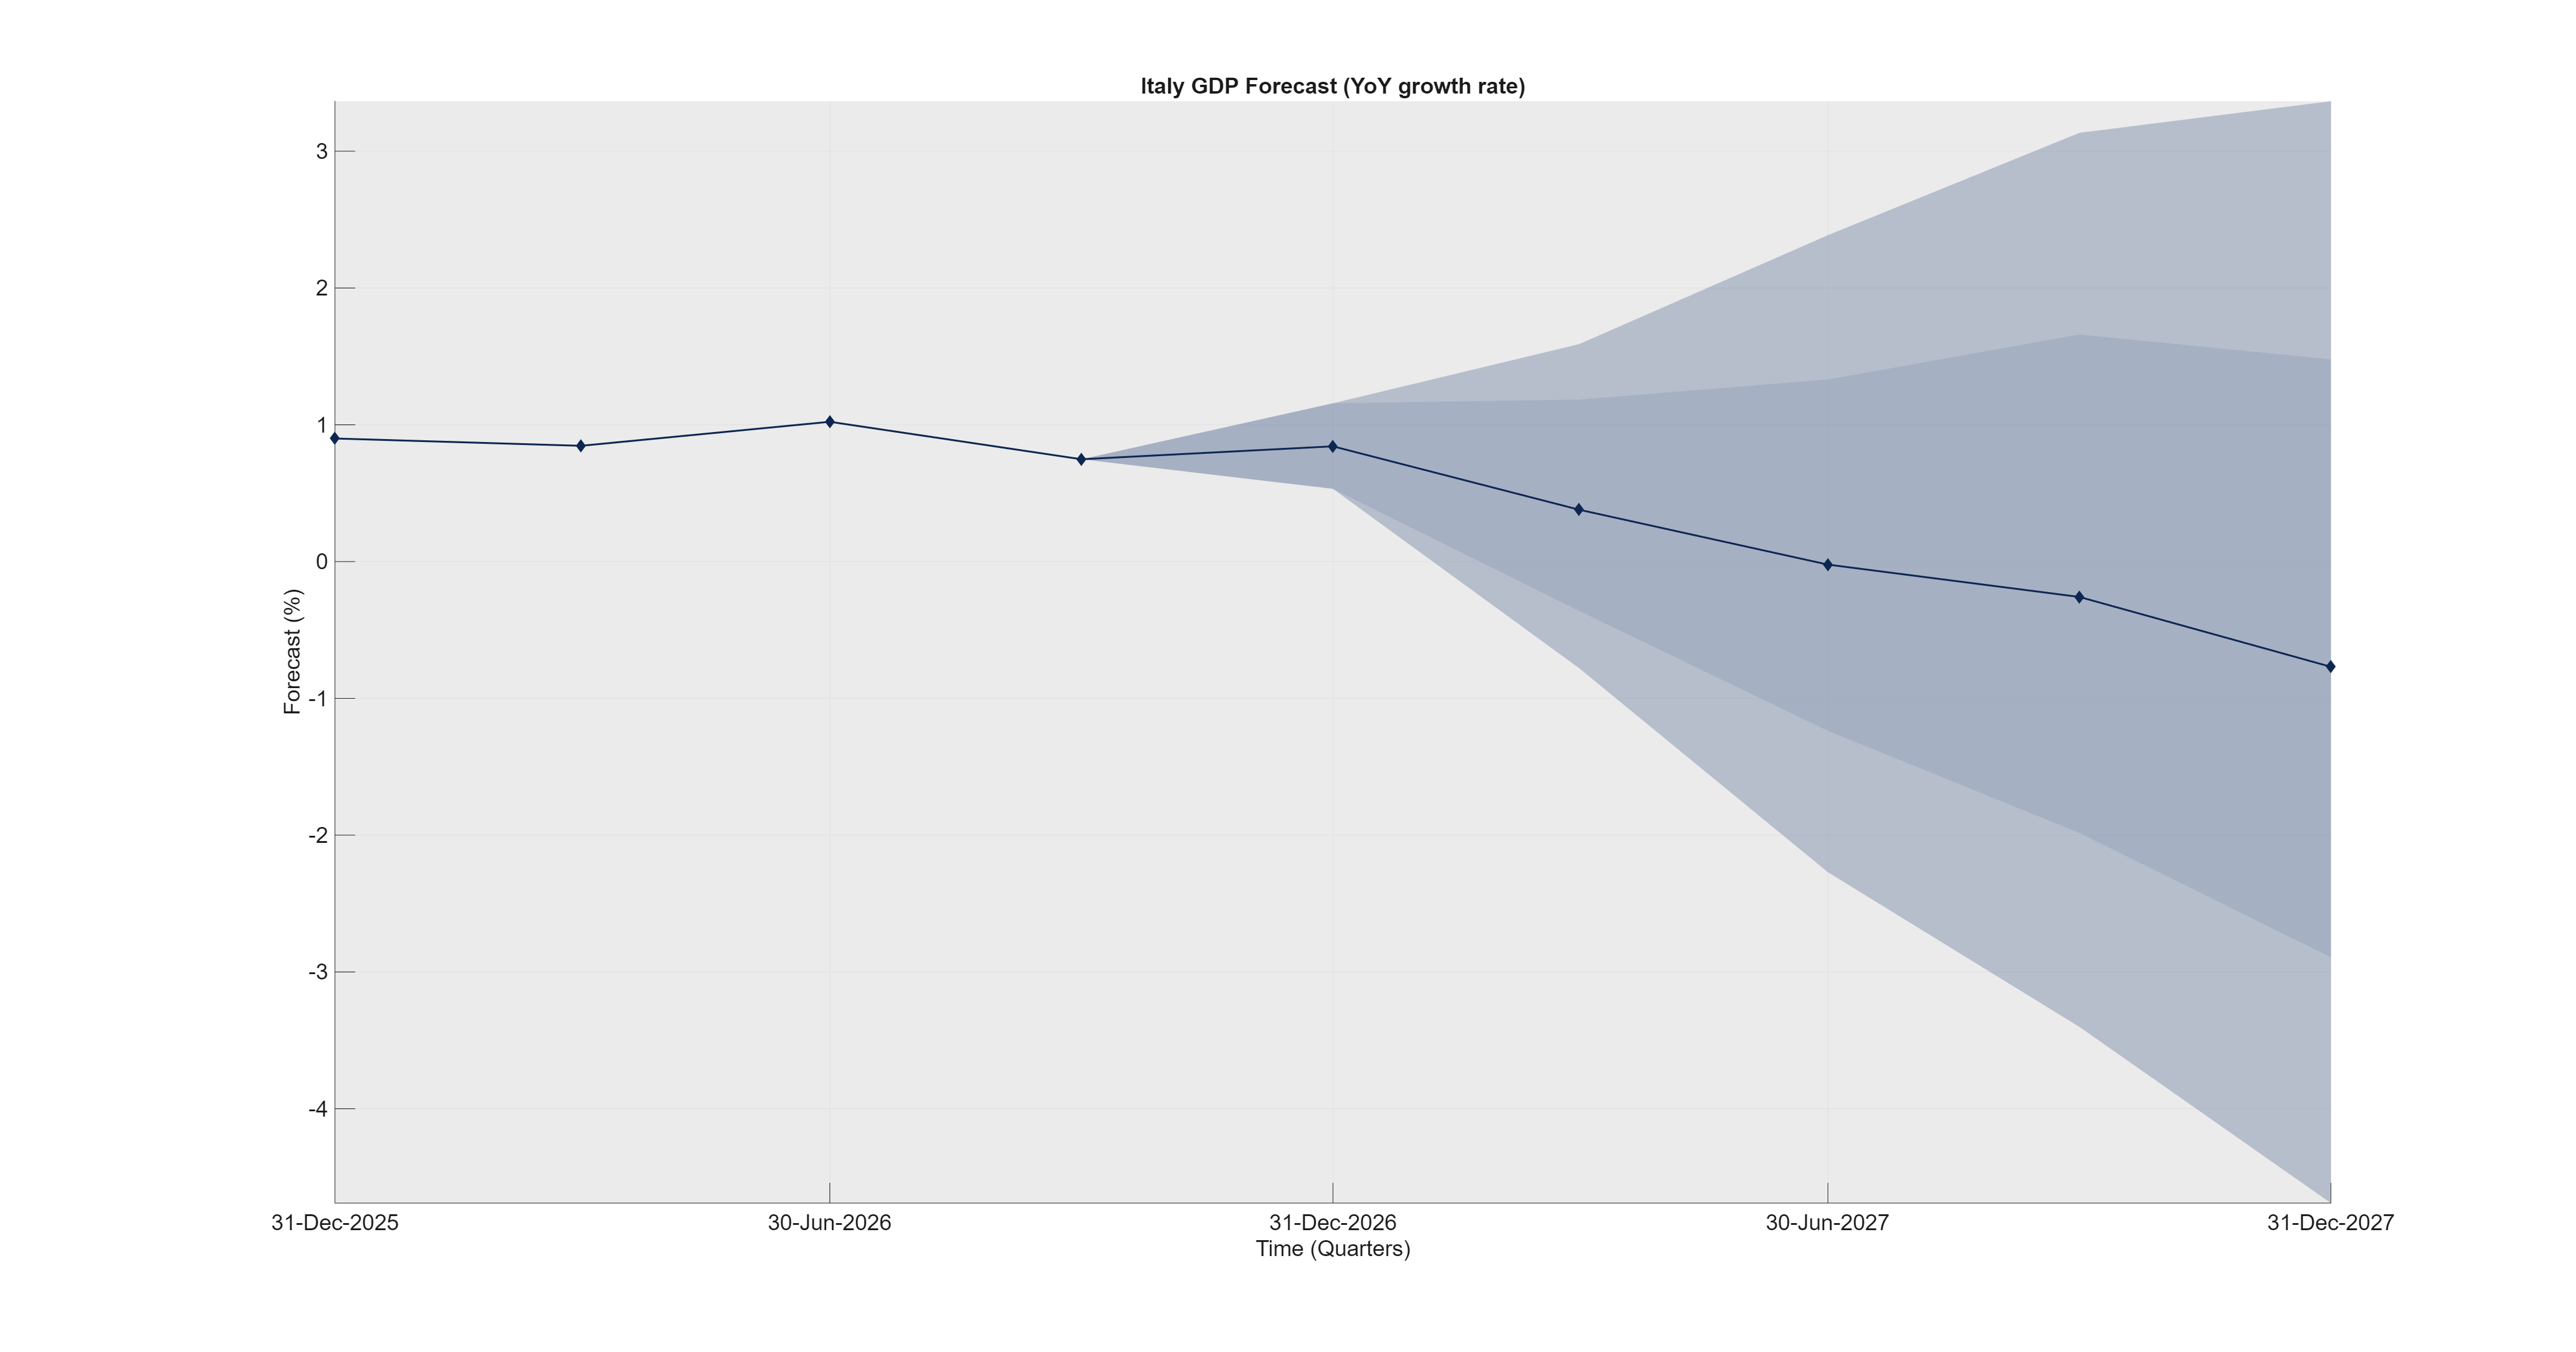 Italy GDP Forecast (YoY growth rate)
3
2
1
0
-1
-2
-3
-4
Forecast (%)
31-Dec-2025
30-Jun-2026
31-Dec-2026
30-Jun-2027
31-Dec-2027
Time (Quarters)